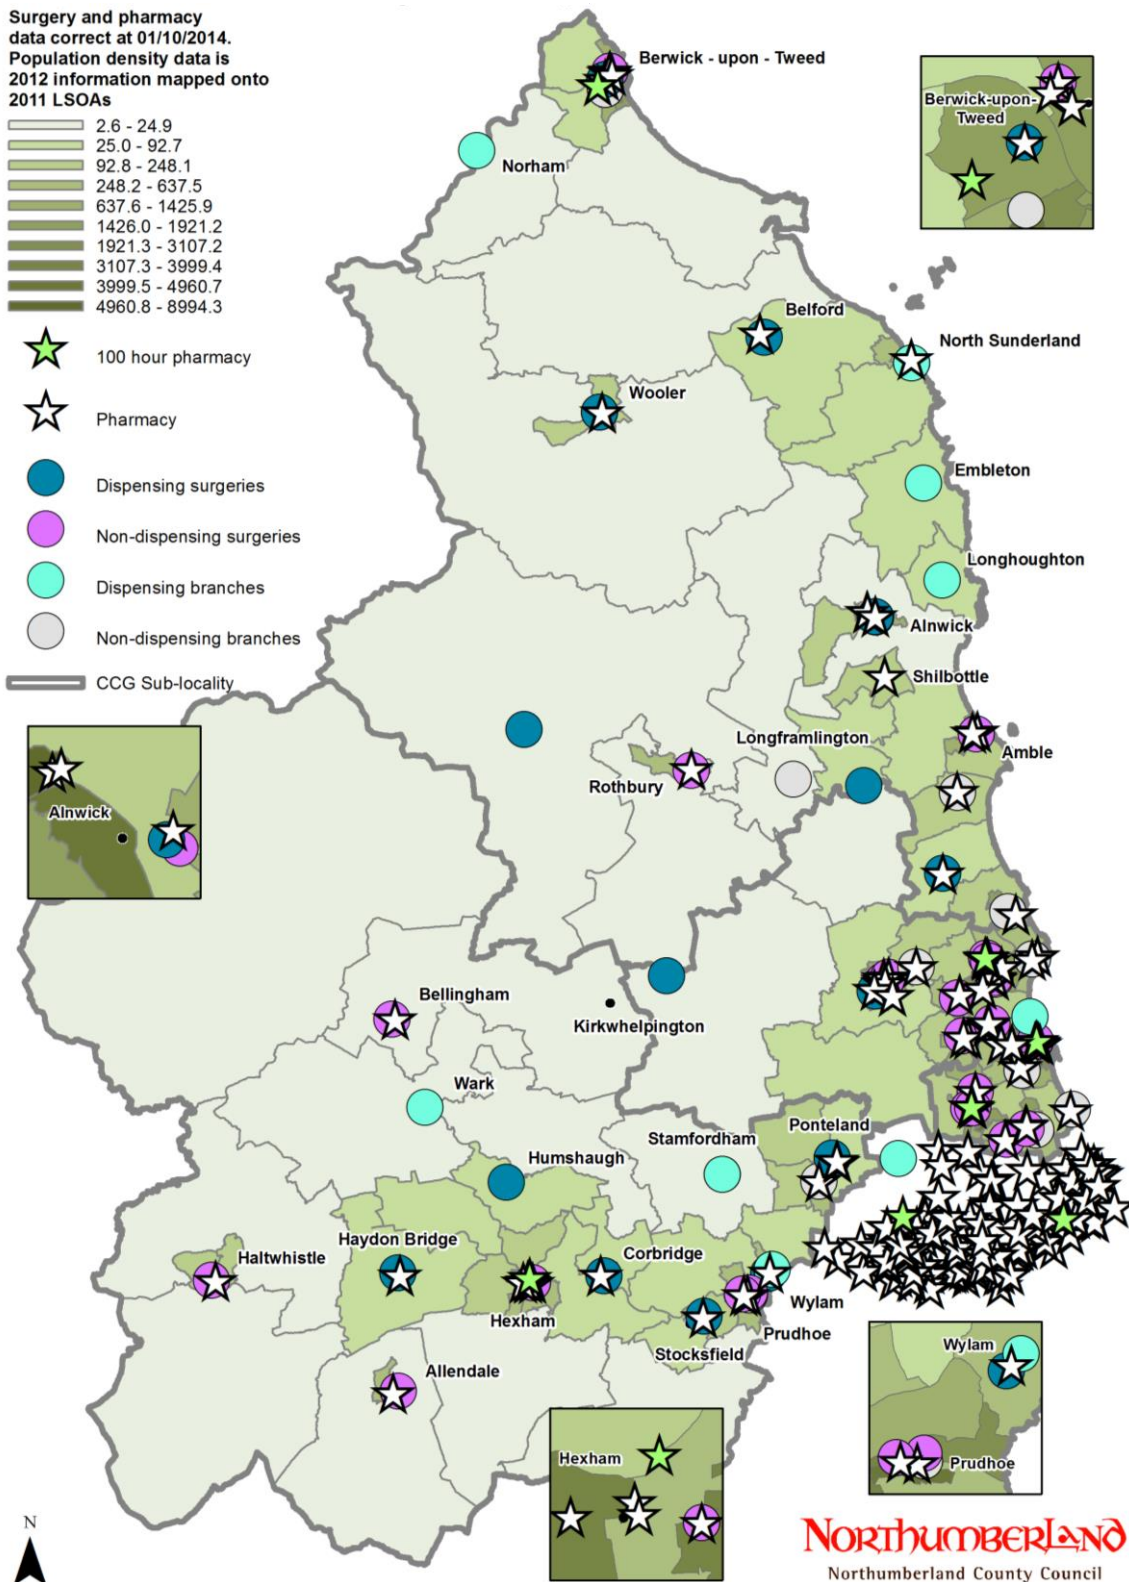 Surgery and pharmacy
data correct at 01/10/2014.
Population density data is
2012 information mapped onto
2011 LSOAs
2.6 - 24.9
25.0 - 92.7
92.8 - 248.1
248.2 - 637.5
637.6 - 1425.9
1426.0 - 1921.2
1921.3 - 3107.2
3107.3 - 3999.4
3999.5 - 4960.7
4960.8 - 8994.3
100 hour pharmacy
Pharmacy
Dispensing surgeries
Non-dispensing surgeries
Dispensing branches
Non-dispensing branches
CCG Sub-locality
Berwick - upon - Tweed
Berwick-upon-
Tweed
Norham
Belford
North Sunderland
Wooler
Embleton
Longhoughton
Alnwick
Shilbottle
Longframlington
Amble
Rothbury
Alnwick
Bellingham
Kirkwhelpington
Wark
Stamfordham
Ponteland
Humshaugh
Haydon Bridge
Haltwhistle
Corbridge
Hexham
Wylam
Prudhoe
Stocksfield
Allendale
Wylam
Prudhoe
Hexham
N
NORTHUMBERLAND
Northumberland County Council